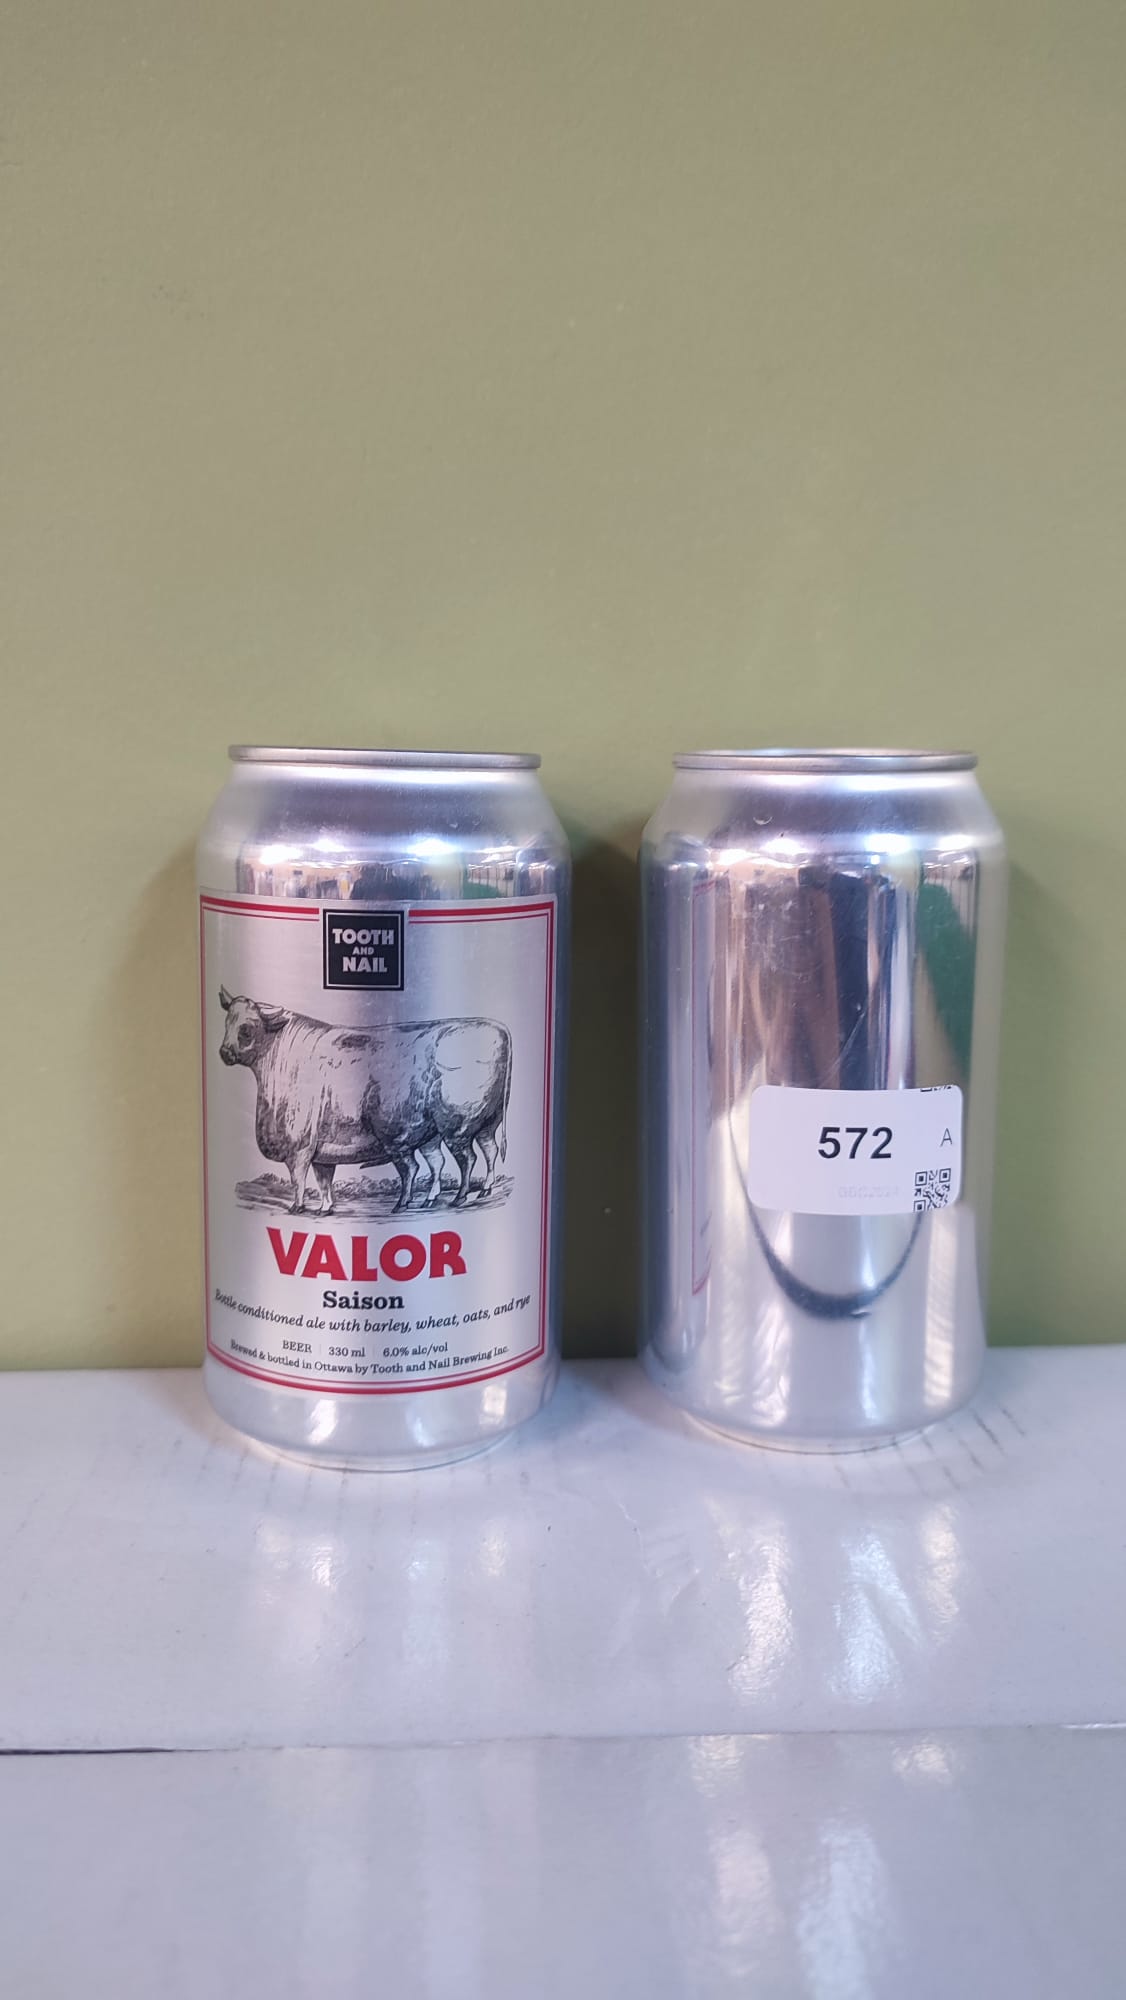 TOOTH
AND
NAIL
VALOR
Saison
Bottle conditioned ale with barley, wheat, oats, and rye
BEER | 330 ml | 6.0% alc/vol
Brewed & bottled in Ottawa by Tooth and Nail Brewing Inc.
572
A